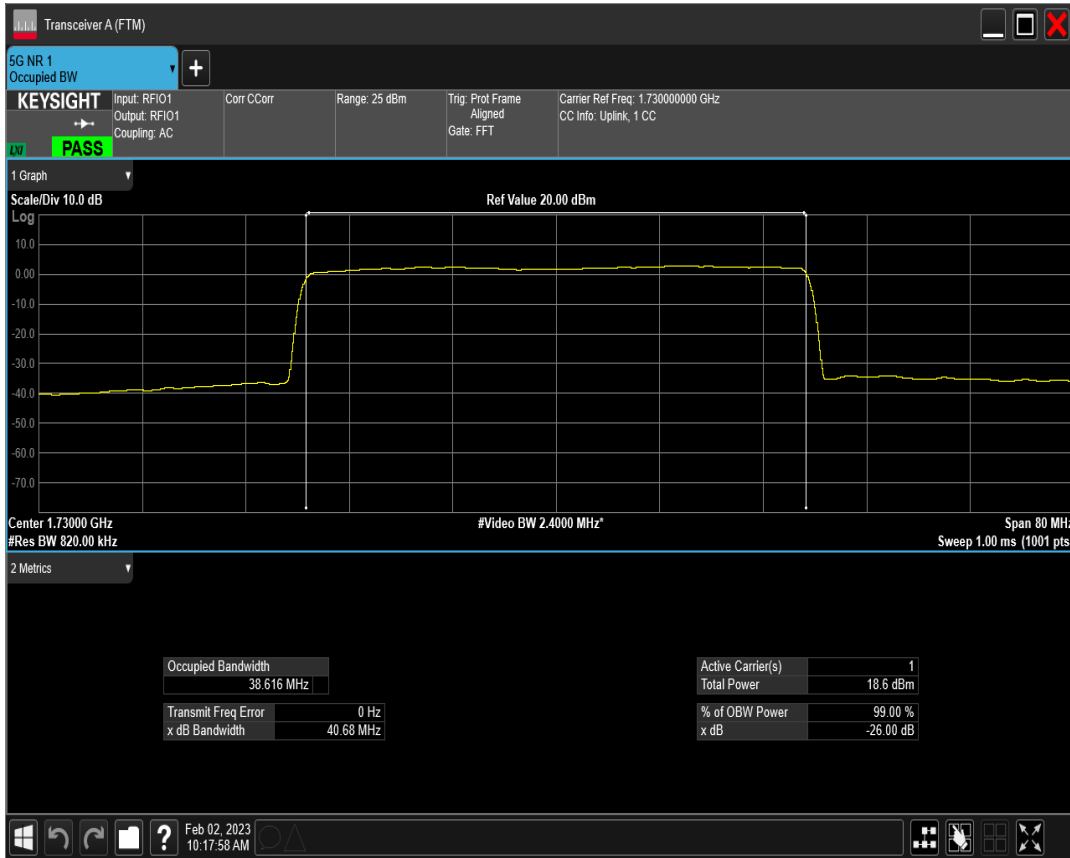 Transceiver A (FTM)
5G NR 1
Occupied BW
+
KEYSIGHT
LXI
PASS
Input: RFIO1
Output: RFIO1
Coupling: AC
Corr CCorr
Range: 25 dBm
Trig: Prot Frame
Aligned
Gate: FFT
Carrier Ref Freq: 1.730000000 GHz
CC Info: Uplink, 1 CC
1 Graph
Scale/Div 10.0 dB
Ref Value 20.00 dBm
Log
10.0
0.00
-10.0
-20.0
-30.0
-40.0
-50.0
-60.0
-70.0
Center 1.73000 GHz
#Video BW 2.4000 MHz*
Span 80 MHz
#Res BW 820.00 kHz
Sweep 1.00 ms (1001 pts
2 Metrics
Occupied Bandwidth
38.616 MHz
Transmit Freq Error 0 Hz
x dB Bandwidth 40.68 MHz
Active Carrier(s) 1
Total Power 18.6 dBm
% of OBW Power 99.00 %
x dB -26.00 dB
?
Feb 02, 2023
10:17:58 AM